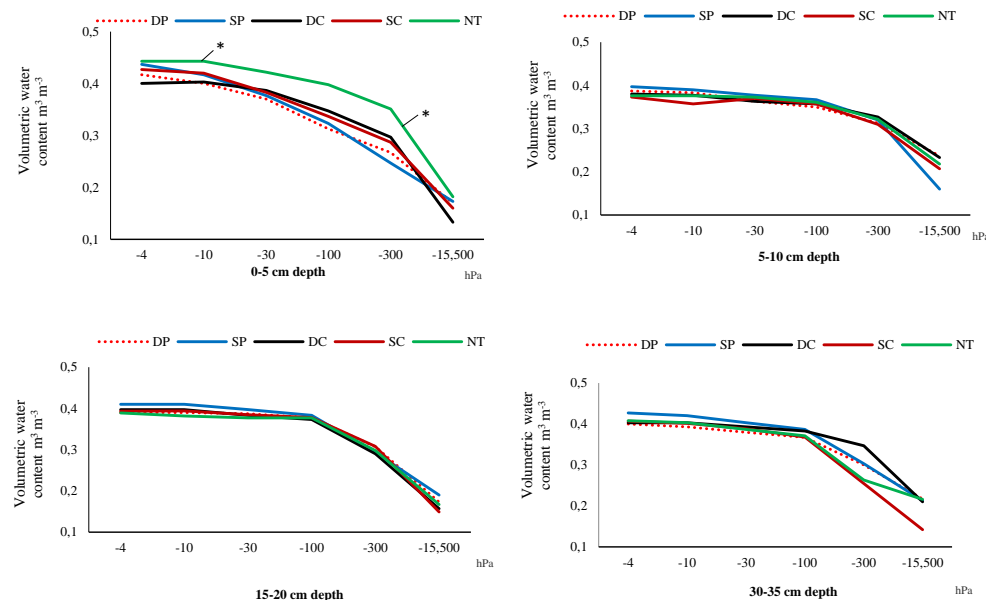 DP SP DC SC NT
Volumetric water
content m³ m⁻³
0,5
0,4
0,3
0,2
0,1
*
*
-4 -10 -30 -100 -300 -15,500
0-5 cm depth
hPa
DP SP DC SC NT
Volumetric water
content m³ m⁻³
0,5
0,4
0,3
0,2
0,1
-4 -10 -30 -100 -300 -15,500
hPa
5-10 cm depth
DP SP DC SC NT
Volumetric water
content m³ m⁻³
0,5
0,4
0,3
0,2
0,1
-4 -10 -30 -100 -300 -15,500
hPa
15-20 cm depth
DP SP DC SC NT
Volumetric water
content m³ m⁻³
0,5
0,4
0,3
0,2
0,1
-4 -10 -30 -100 -300 -15,500
hPa
30-35 cm depth